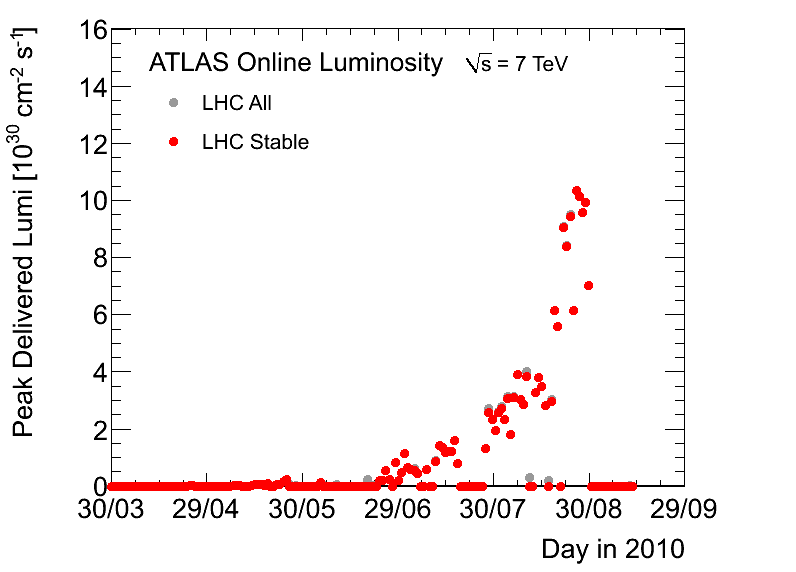 16
14
12
10
8
6
4
2
0
Peak Delivered Lumi [10³⁰ cm⁻² s⁻¹]
ATLAS Online Luminosity √s = 7 TeV
LHC All
LHC Stable
30/03 29/04 30/05 29/06 30/07 30/08 29/09
Day in 2010